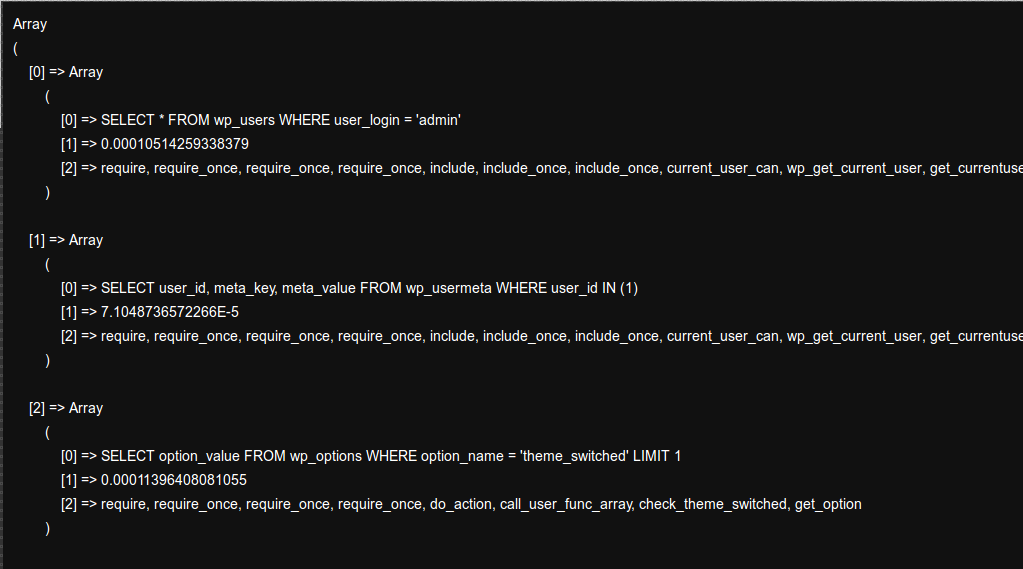 Array
(
[0] => Array
(
[0] => SELECT * FROM wp_users WHERE user_login = 'admin'
[1] => 0.00010514259338379
[2] => require, require_once, require_once, require_once, include, include_once, include_once, current_user_can, wp_get_current_user, get_currentuse
)
[1] => Array
(
[0] => SELECT user_id, meta_key, meta_value FROM wp_usermeta WHERE user_id IN (1)
[1] => 7.1048736572266E-5
[2] => require, require_once, require_once, require_once, include, include_once, include_once, current_user_can, wp_get_current_user, get_currentuse
)
[2] => Array
(
[0] => SELECT option_value FROM wp_options WHERE option_name = 'theme_switched' LIMIT 1
[1] => 0.00011396408081055
[2] => require, require_once, require_once, require_once, do_action, call_user_func_array, check_theme_switched, get_option
)